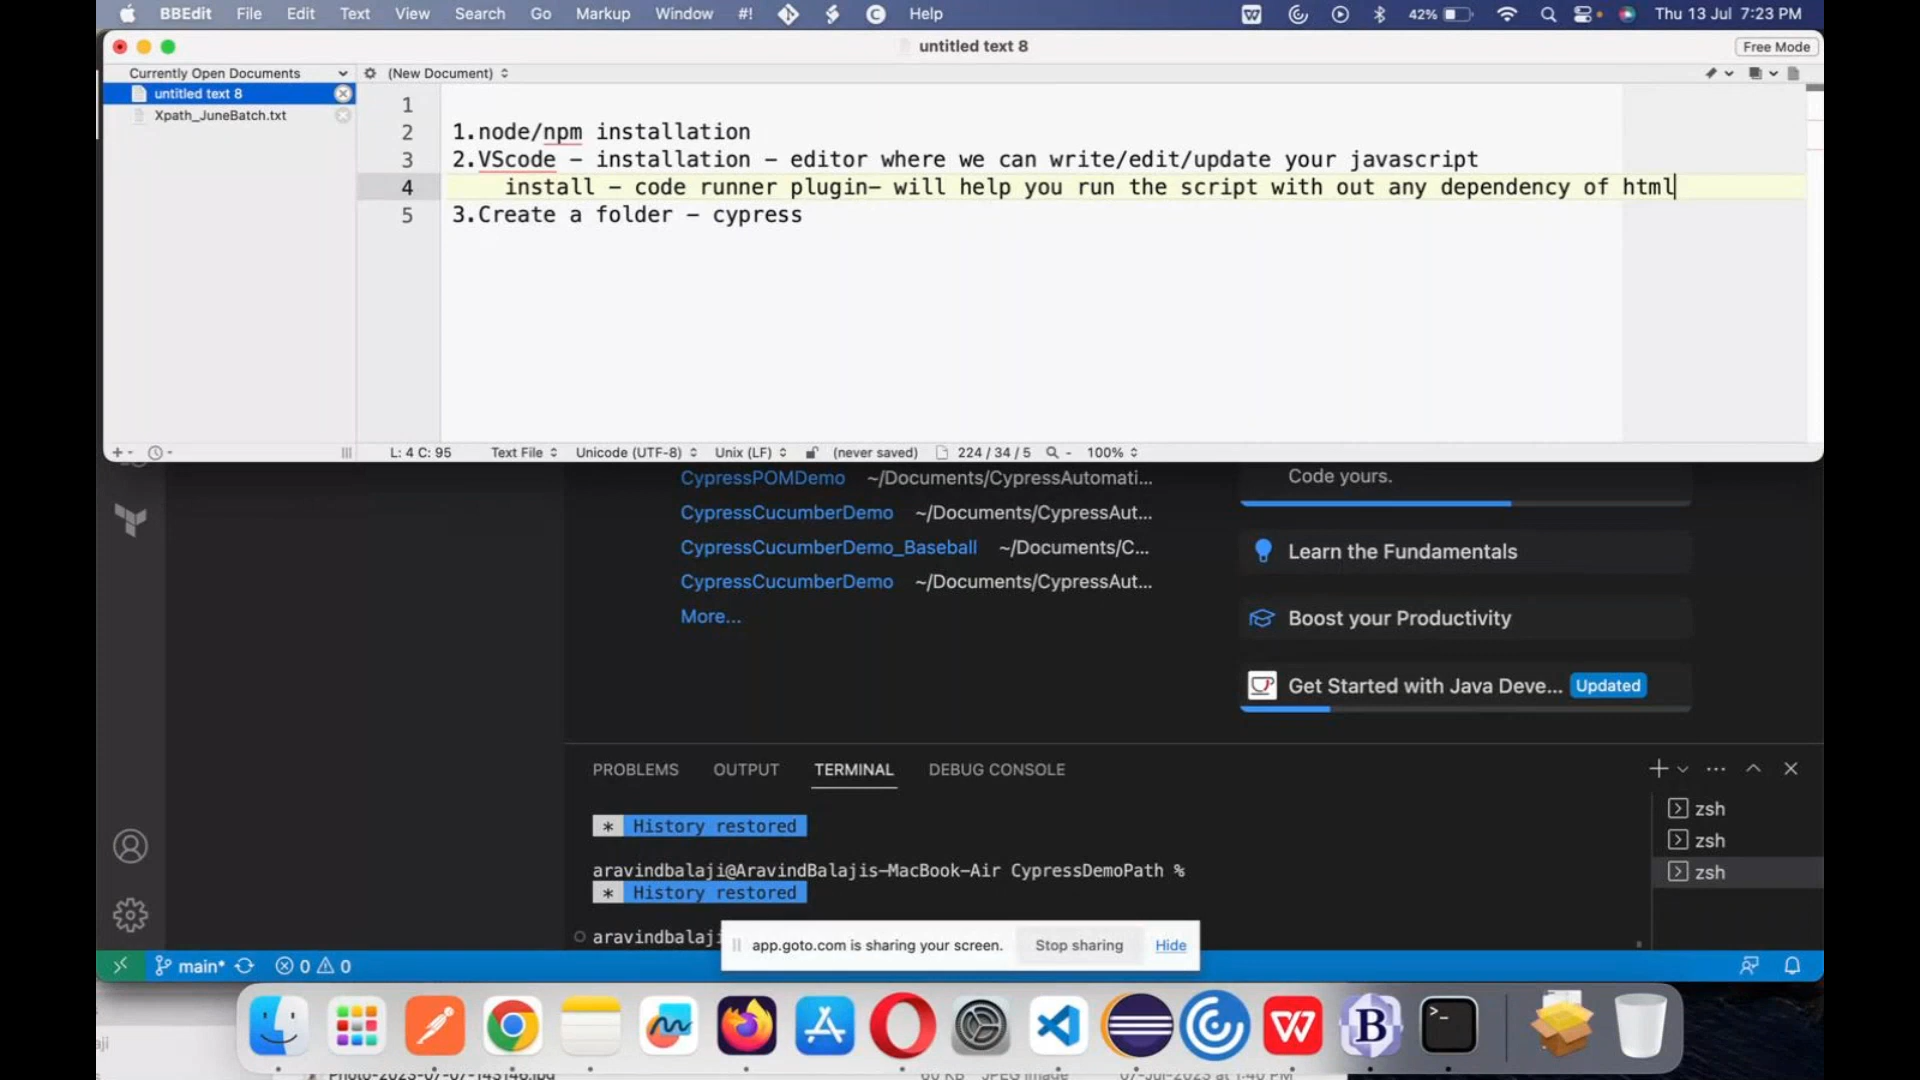 BBEdit File Edit Text View Search Go Markup Window #! Help 42% Thu 13 Jul 7:23 PM
untitled text 8
Free Mode
Currently Open Documents
(New Document)
untitled text 8
Xpath_JuneBatch.txt
1
2 1.node/npm installation
3 2.VScode - installation - editor where we can write/edit/update your javascript
4 install - code runner plugin- will help you run the script with out any dependency of html
5 3.Create a folder - cypress
L: 4 C: 95 Text File Unicode (UTF-8) Unix (LF) (never saved) 224 / 34 / 5 100%
CypressPOMDemo ~/Documents/CypressAutomati...
CypressCucumberDemo ~/Documents/CypressAut...
CypressCucumberDemo_Baseball ~/Documents/C...
CypressCucumberDemo ~/Documents/CypressAut...
More...
Code yours.
Learn the Fundamentals
Boost your Productivity
Get Started with Java Deve... Updated
PROBLEMS OUTPUT TERMINAL DEBUG CONSOLE
* History restored
aravindbalaji@AravindBalajis-MacBook-Air CypressDemoPath %
* History restored
aravindbalaji
zsh
zsh
zsh
app.goto.com is sharing your screen. Stop sharing Hide
main* 0 0